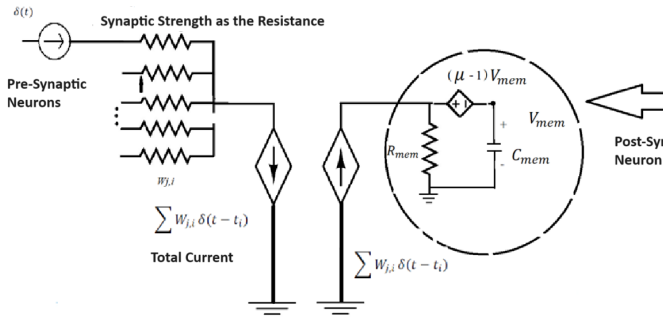 δ(t)
Synaptic Strength as the Resistance
Pre-Synaptic
Neurons
W_{j,i}
∑ W_{j,i} δ(t − t_i)
Total Current
∑ W_{j,i} δ(t − t_i)
(μ -1)V_{mem}
+ -
R_{mem}
+
V_{mem}
C_{mem}
-
Post-Syn
Neuron